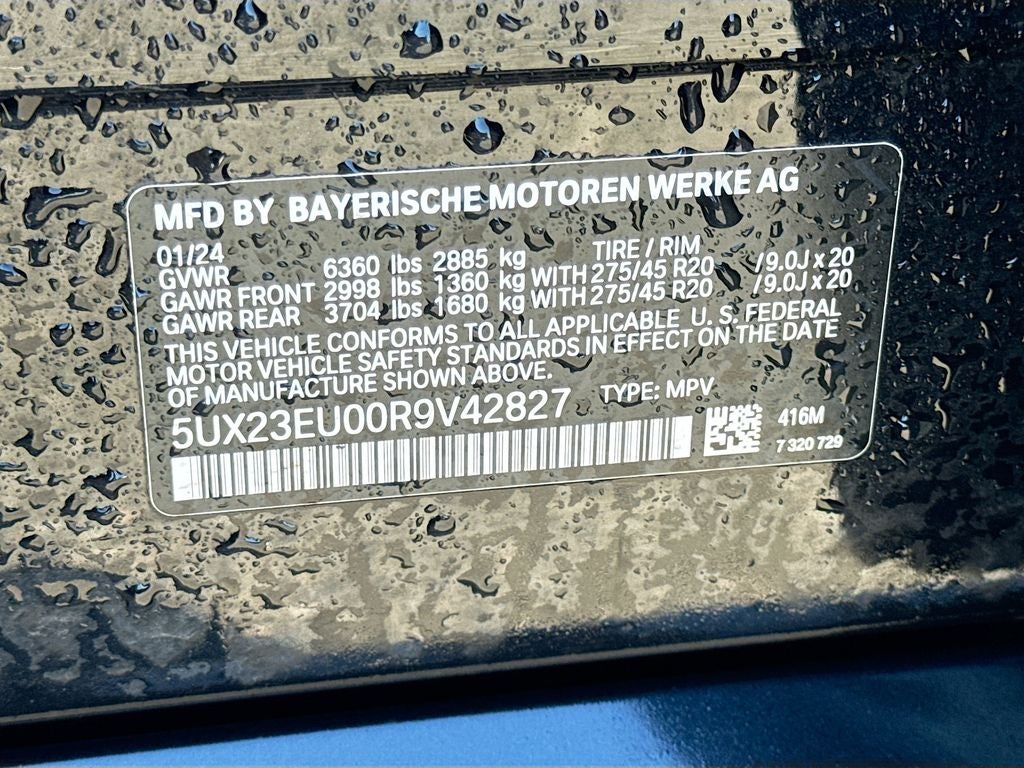 MFD BY BAYERISCHE MOTOREN WERKE AG
01/24 TIRE / RIM
GVWR 6360 lbs 2885 kg
GAWR FRONT 2998 lbs 1360 kg WITH 275/45 R20 /9.0J x 20
GAWR REAR 3704 lbs 1680 kg WITH 275/45 R20 /9.0J x 20
THIS VEHICLE CONFORMS TO ALL APPLICABLE U. S. FEDERAL
MOTOR VEHICLE SAFETY STANDARDS IN EFFECT ON THE DATE
OF MANUFACTURE SHOWN ABOVE.
5UX23EU00R9V42827 TYPE: MPV
416M
7 320 729